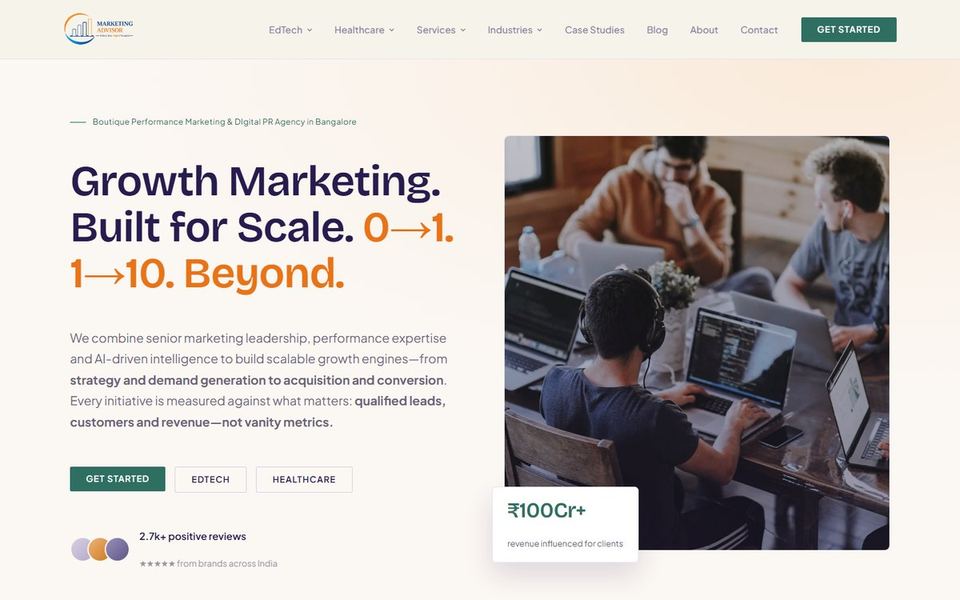 MARKETING
ADVISOR
EdTech
Healthcare
Services
Industries
Case Studies
Blog
About
Contact
GET STARTED
Boutique Performance Marketing & DIgital PR Agency in Bangalore
Growth Marketing.
Built for Scale. 0→1.
1→10. Beyond.
We combine senior marketing leadership, performance expertise
and AI-driven intelligence to build scalable growth engines—from
strategy and demand generation to acquisition and conversion.
Every initiative is measured against what matters: qualified leads,
customers and revenue—not vanity metrics.
GET STARTED
EDTECH
HEALTHCARE
2.7k+ positive reviews
★★★★★ from brands across India
₹100Cr+
revenue influenced for clients